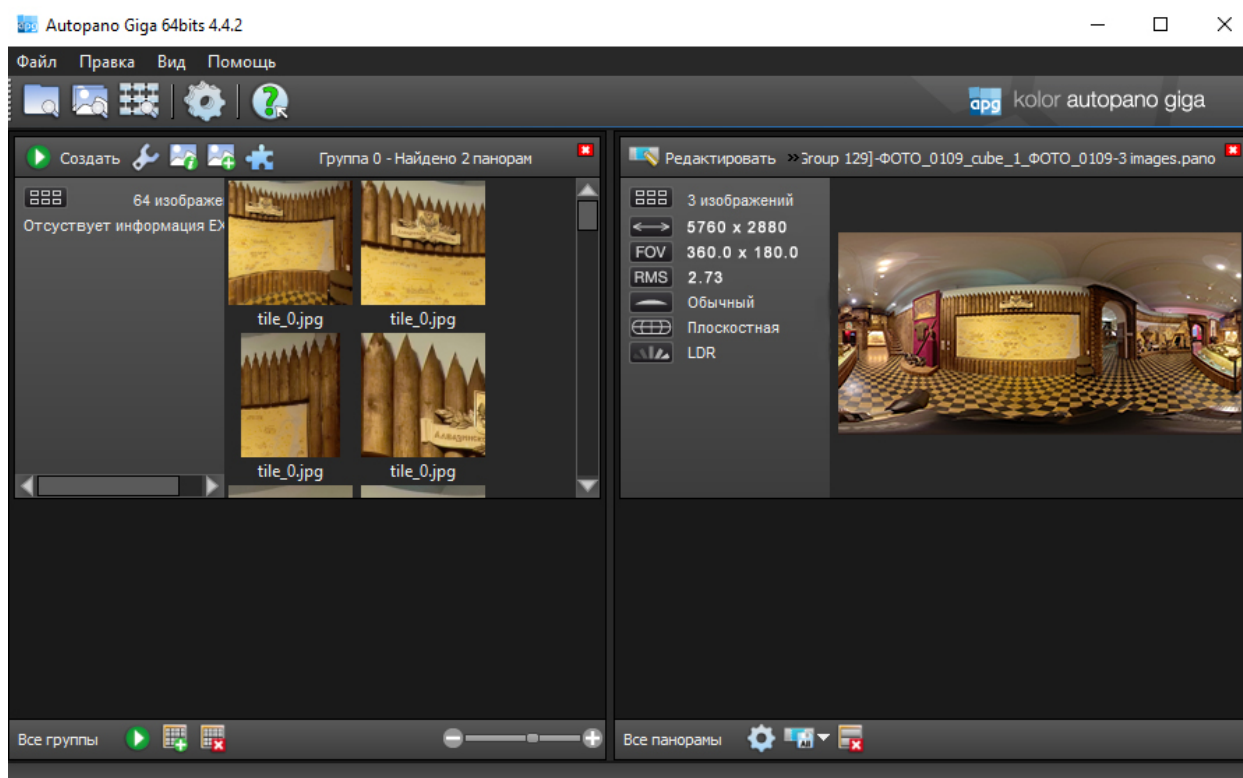 Autopano Giga 64bits 4.4.2
Файл Правка Вид Помощь
apg kolor autopano giga
Создать
Группа 0 - Найдено 2 панорам
64 изображе
Отсуствует информация EX
tile_0.jpg
tile_0.jpg
tile_0.jpg
tile_0.jpg
Все группы
Редактировать
»Group 129]-ФОТО_0109_cube_1_ФОТО_0109-3 images.pano
3 изображений
5760 x 2880
FOV 360.0 x 180.0
RMS 2.73
Обычный
Плоскостная
LDR
Все панорамы